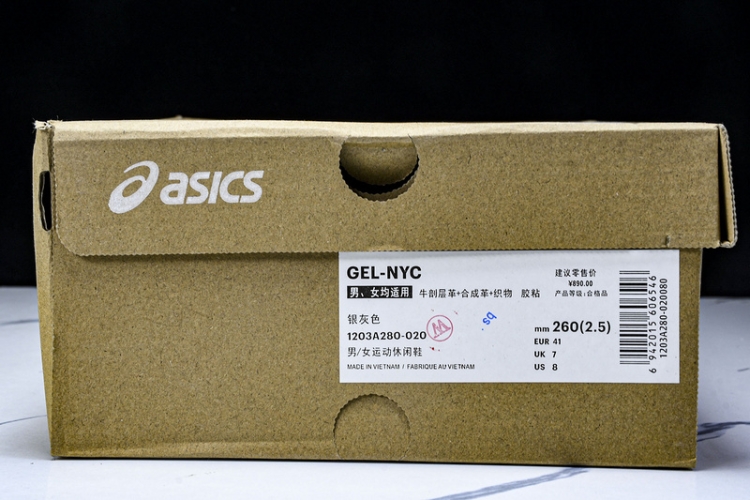 asics
GEL-NYC
男、女均适用 牛剖层革+合成革+织物 胶粘
银灰色
1203A280-020
男/女运动休闲鞋
MADE IN VIETNAM / FABRIQUE AU VIETNAM
W
bs
建议零售价
¥890.00
产品等级:合格品
mm 260(2.5)
EUR 41
UK 7
US 8
6 942015 606546
1203A280-020080